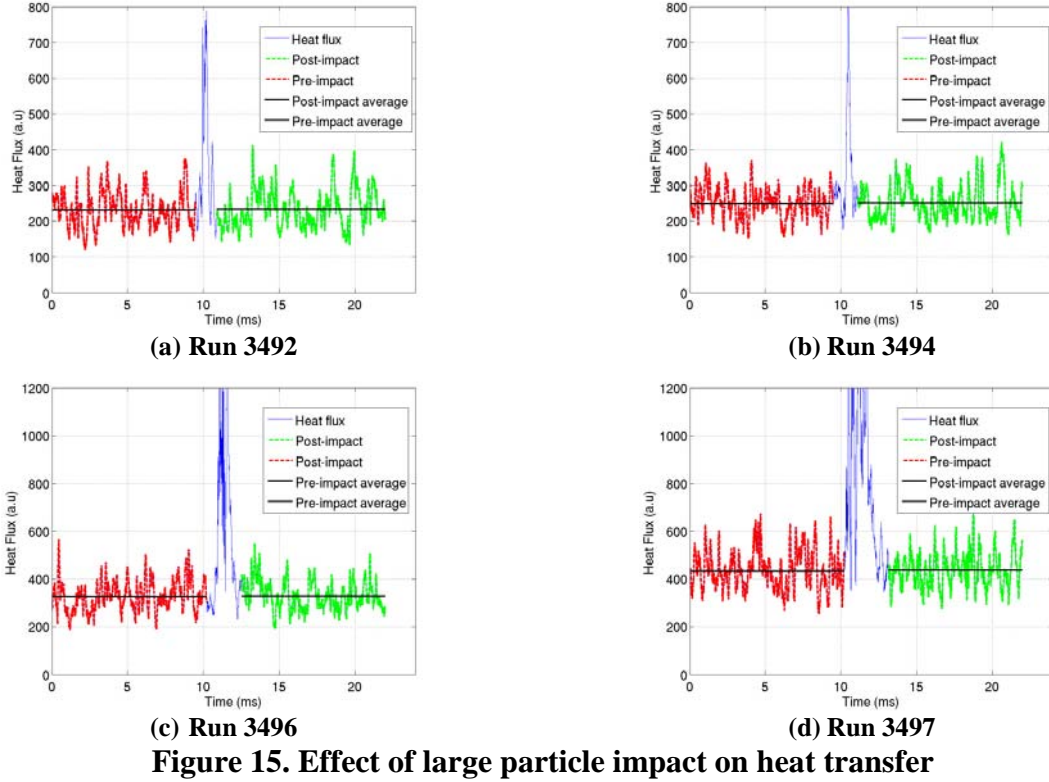 800
700
600
500
400
300
200
100
0
Heat Flux (a.u)
Heat flux
Post-impact
Pre-impact
Post-impact average
Pre-impact average
0 5 10 15 20
Time (ms)
(a) Run 3492
800
700
600
500
400
300
200
100
0
Heat Flux (a.u)
Heat flux
Post-impact
Pre-impact
Post-impact average
Pre-impact average
0 5 10 15 20
Time (ms)
(b) Run 3494
1200
1000
800
600
400
200
0
Heat Flux (a.u)
Heat flux
Post-impact
Post-impact
Pre-impact average
Pre-impact average
0 5 10 15 20
Time (ms)
(c) Run 3496
1200
1000
800
600
400
200
0
Heat Flux (a.u)
Heat flux
Post-impact
Pre-impact
Post-impact average
Pre-impact average
0 5 10 15 20
Time (ms)
(d) Run 3497
Figure 15. Effect of large particle impact on heat transfer